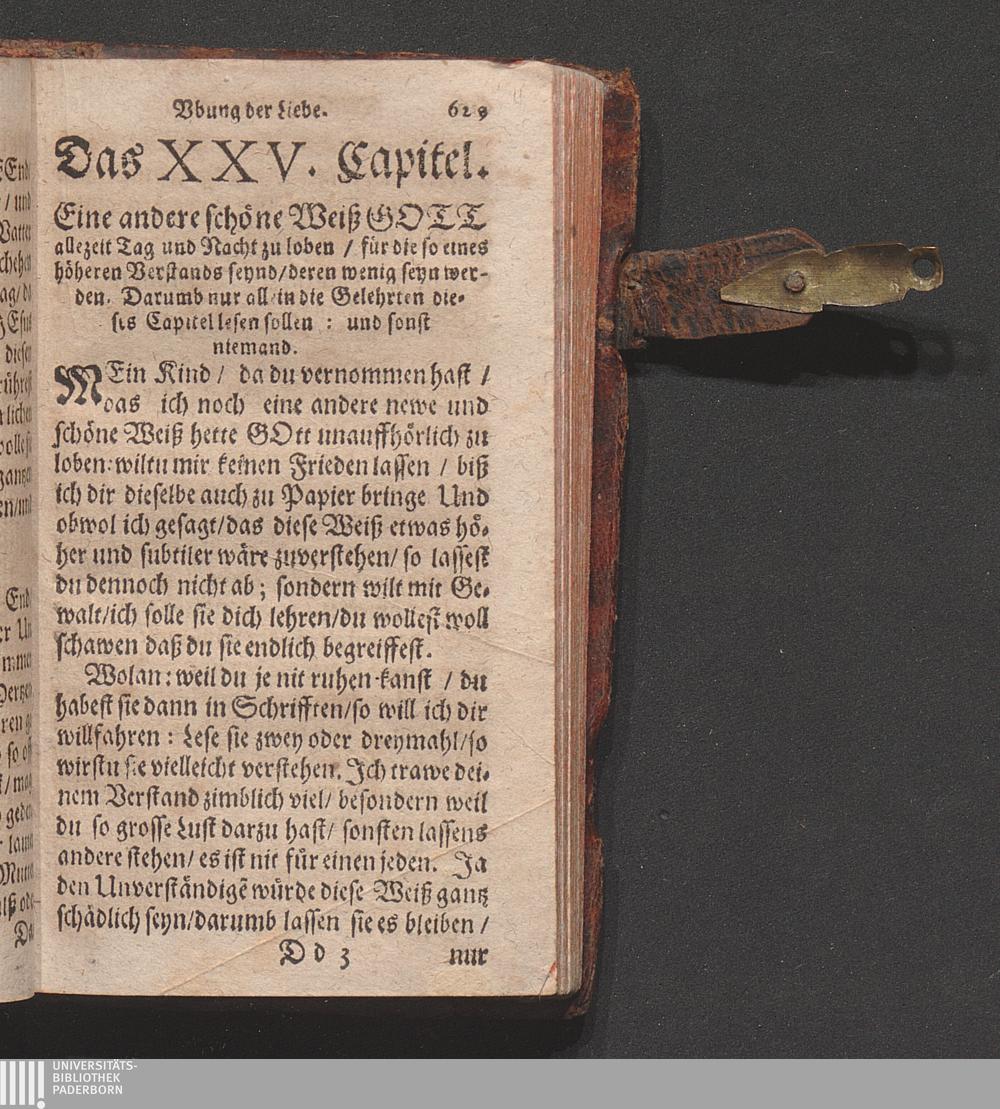 Vbung der Liebe. 629
Das XXV. Capitel.
Eine andere schöne Weiß GOTT
allezeit Tag und Nacht zu loben / für die so eines
höheren Verstands seynd/deren wenig seyn wer-
den. Darumb nur allein die Gelehrten die-
ses Capitel lesen sollen : und sonst
niemand.
MEin Kind / da du vernommen hast /
das ich noch eine andere newe und
schöne Weiß hette GOtt unauffhörlich zu
loben: wiltu mir keinen Frieden lassen / biß
ich dir dieselbe auch zu Papier bringe Und
obwol ich gesagt/das diese Weiß etwas hö-
her und subtiler wäre zuverstehen/ so lassest
du dennoch nicht ab; sondern wilt mit Ge-
walt/ich solle sie dich lehren/du wollest woll
schawen daß du sie endlich begreiffest.
Wolan: weil du je nit ruhen kanst / du
habest sie dann in Schrifften/so will ich dir
willfahren : Lese sie zwey oder dreymahl/so
wirstu sie vielleicht verstehen. Ich trawe dei-
nem Verstand zimblich viel/ besondern weil
du so grosse Lust darzu hast/ sonsten lassens
andere stehen/ es ist nit für einen jeden. Ja
den Unverständigẽ würde diese Weiß gantz
schädlich seyn/darumb lassen sie es bleiben /
Dd 3 nur
UNIVERSITÄTS-
BIBLIOTHEK
PADERBORN